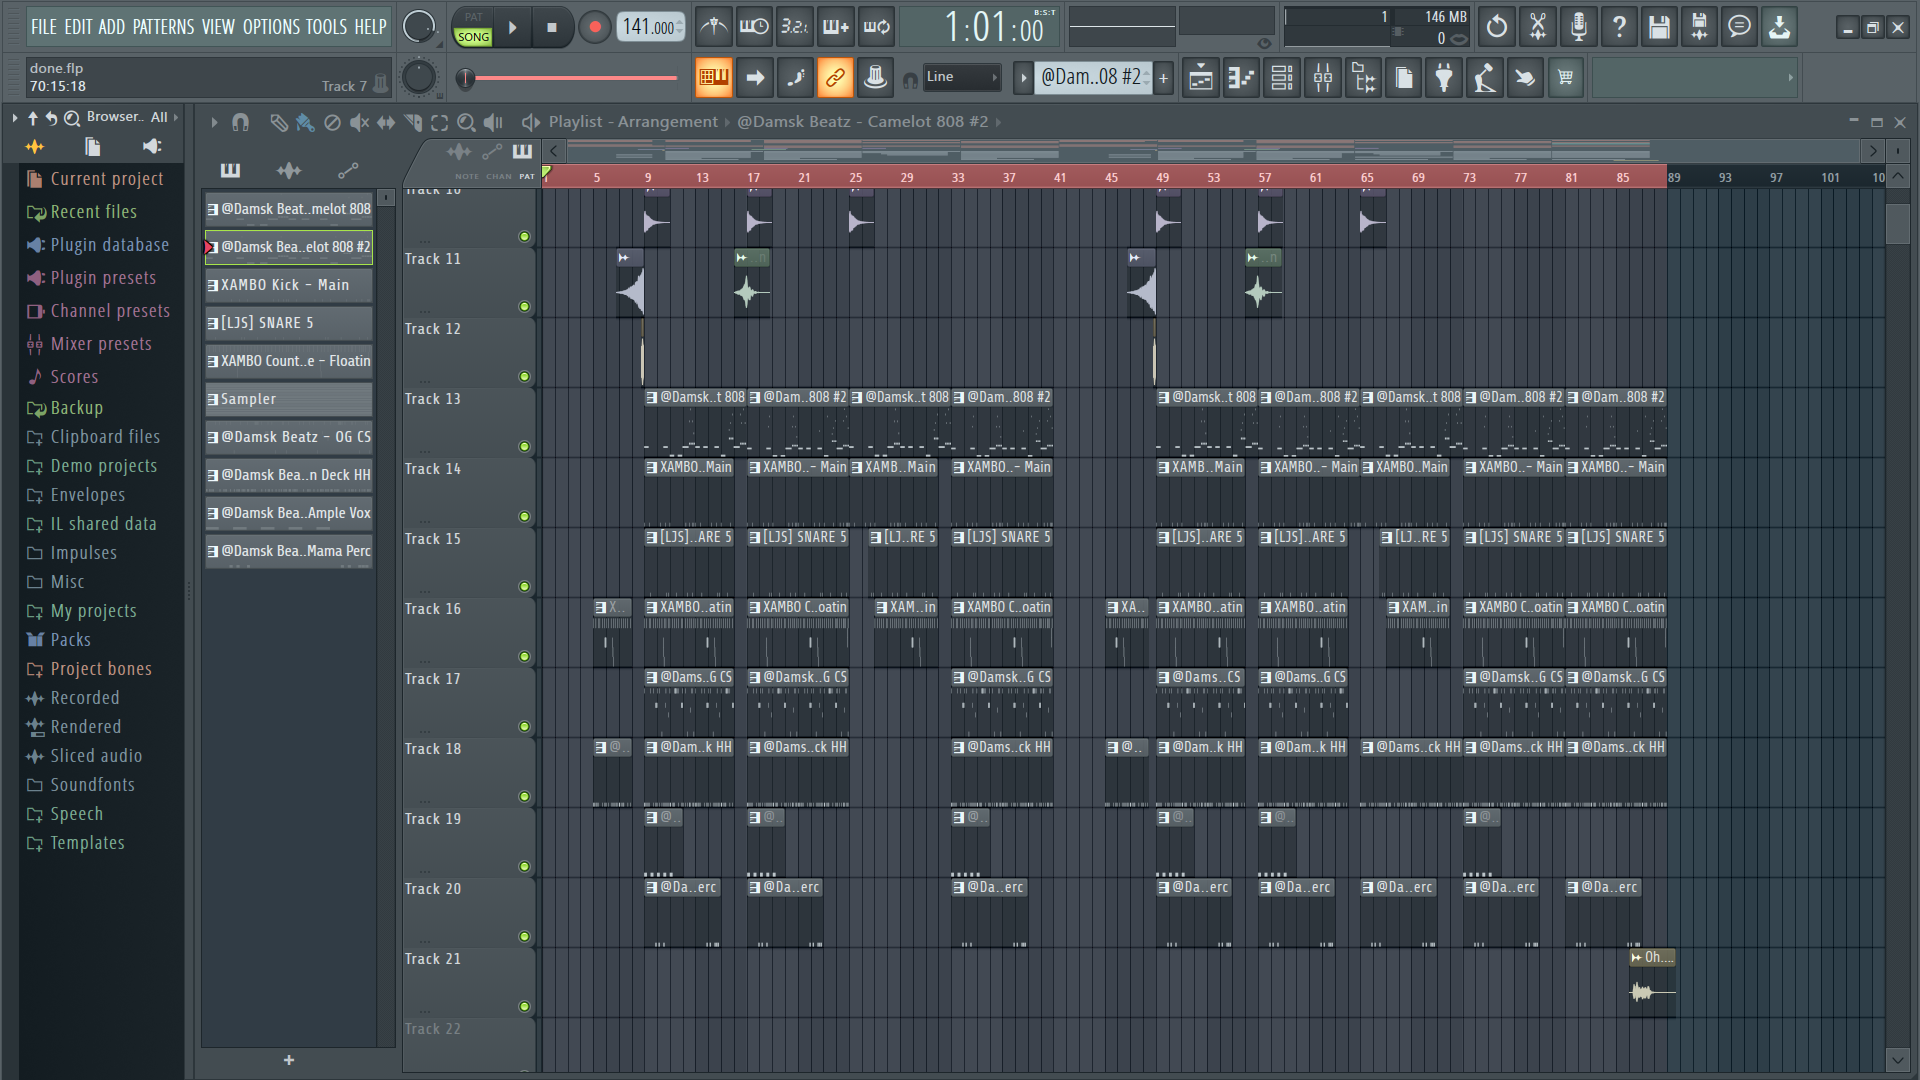 FILE EDIT ADD PATTERNS VIEW OPTIONS TOOLS HELP
PAT
SONG
141.000
3.2.
1:01:00
B:S:T
1
146 MB
0
done.flp
70:15:18
Track 7
Line
@Dam..08 #2
+
Browser..
All
Playlist - Arrangement
@Damsk Beatz - Camelot 808 #2
NOTE CHAN PAT
1 5 9 13 17 21 25 29 33 37 41 45 49 53 57 61 65 69 73 77 81 85 89 93 97 101 10
Current project
Recent files
Plugin database
Plugin presets
Channel presets
Mixer presets
Scores
Backup
Clipboard files
Demo projects
Envelopes
IL shared data
Impulses
Misc
My projects
Packs
Project bones
Recorded
Rendered
Sliced audio
Soundfonts
Speech
Templates
@Damsk Beat..melot 808
@Damsk Bea..elot 808 #2
XAMBO Kick - Main
[LJS] SNARE 5
XAMBO Count..e - Floatin
Sampler
@Damsk Beatz - OG CS
@Damsk Bea..n Deck HH
@Damsk Bea..Ample Vox
@Damsk Bea..Mama Perc
+
Track 10
Track 11
Track 12
Track 13
@Damsk..t 808 @Dam..808 #2 @Damsk..t 808 @Dam..808 #2 @Damsk..t 808 @Dam..808 #2 @Damsk..t 808 @Dam..808 #2 @Dam..808 #2
Track 14
XAMBO..Main XAMBO..- Main XAMB..Main XAMBO..- Main XAMB..Main XAMBO..- Main XAMBO..Main XAMBO..- Main XAMBO..- Main
Track 15
[LJS]..ARE 5 [LJS] SNARE 5 [LJ..RE 5 [LJS] SNARE 5 [LJS]..ARE 5 [LJS]..ARE 5 [LJ..RE 5 [LJS] SNARE 5 [LJS] SNARE 5
Track 16
X.. XAMBO..atin XAMBO C..oatin XAM..in XAMBO C..oatin XA.. XAMBO..atin XAMBO..atin XAM..in XAMBO C..oatin XAMBO C..oatin
Track 17
@Dams..G CS @Damsk..G CS @Damsk..G CS @Dams..CS @Dams..G CS @Damsk..G CS @Damsk..G CS
Track 18
@.. @Dam..k HH @Dams..ck HH @Dams..ck HH @.. @Dam..k HH @Dam..k HH @Dams..ck HH @Dams..ck HH @Dams..ck HH
Track 19
@.. @.. @.. @.. @.. @..
Track 20
@Da..erc @Da..erc @Da..erc @Da..erc @Da..erc @Da..erc @Da..erc @Da..erc
Track 21
Oh....
Track 22